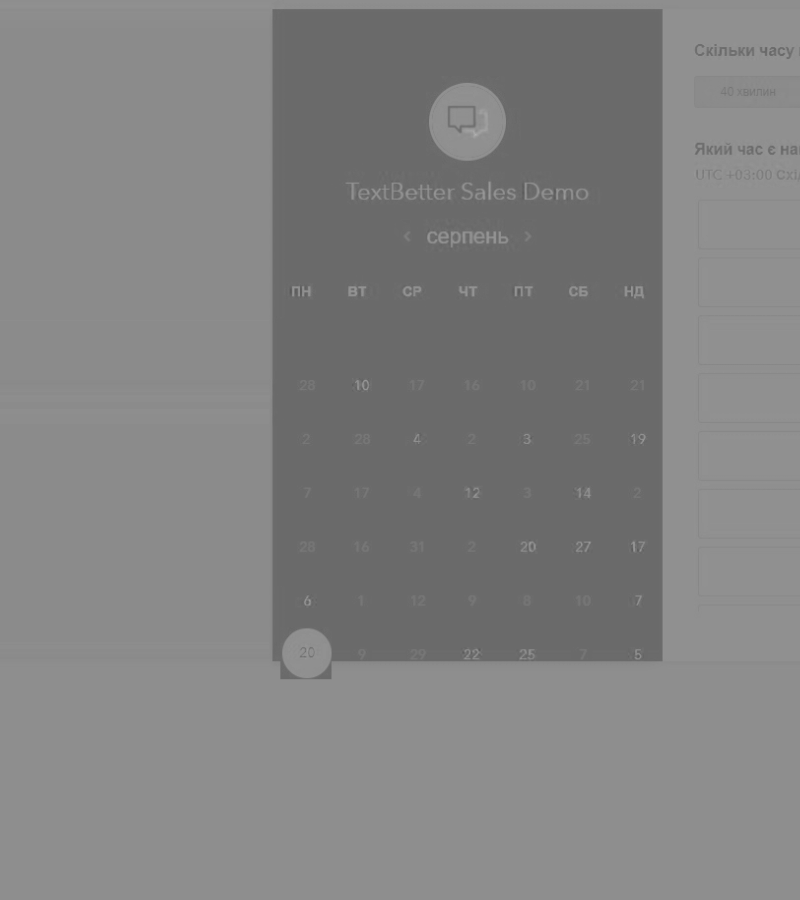 Скільки часу
40 хвилин
TextBetter Sales Demo
Який час є
UTC +03:00
< серпень >
ПН ВТ СР ЧТ ПТ СБ НД
28 10 17 16 10 21 21
2 28 4 2 3 25 19
7 17 4 12 3 14 2
28 16 31 2 20 27 17
6 1 12 9 8 10 7
20 9 29 22 25 7 5